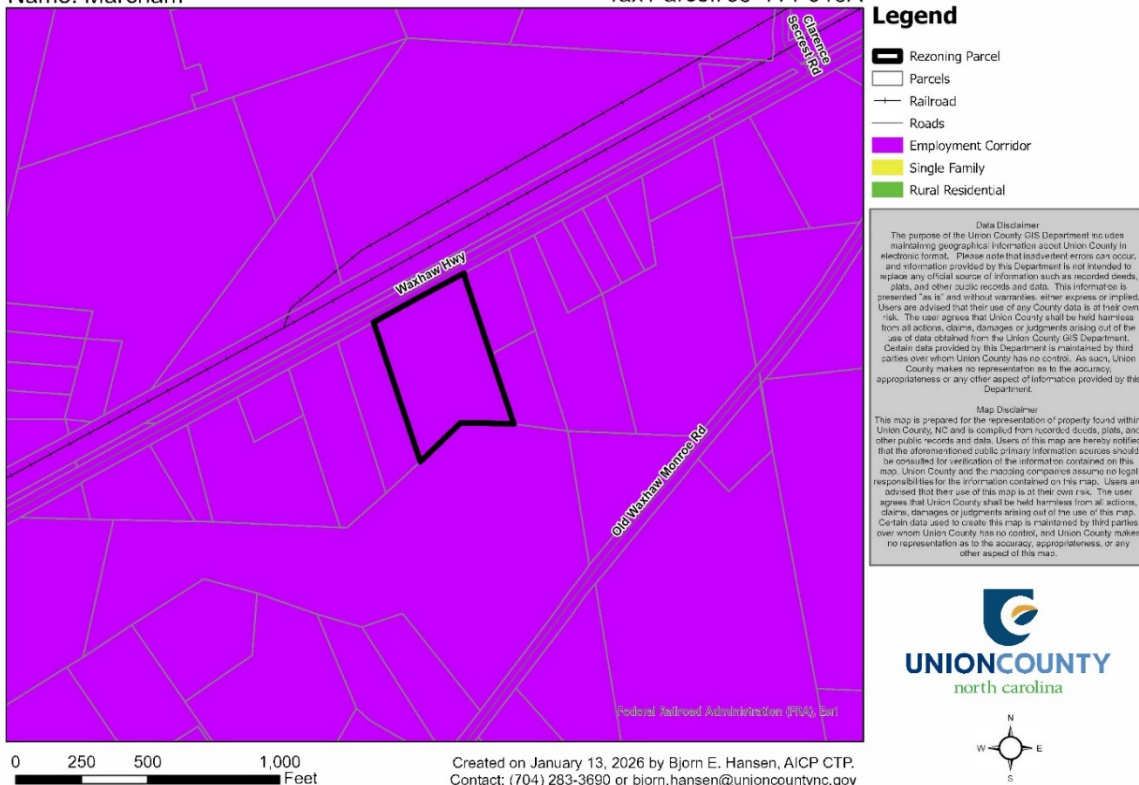 Legend
Rezoning Parcel
Parcels
Railroad
Roads
Employment Corridor
Single Family
Rural Residential
Clarence
Secrest Rd
Waxhaw Hwy
Old Waxhaw Monroe Rd
Federal Railroad Administration (FRA), Esri
Data Disclaimer
The purpose of the Union County GIS Department includes
maintaining geographical information about Union County in
electronic format. Please note that inadvertent errors can occur,
and information provided by this Department is not intended to
replace any official source of information such as recorded deeds,
plats, and other public records and data. This information is
presented "as is" and without warranties, either express or implied.
Users are advised that their use of any County data is at their own
risk. The user agrees that Union County shall be held harmless
from all actions, claims, damages or judgments arising out of the
use of data obtained from the Union County GIS Department.
Certain data provided by this Department is maintained by third
parties over whom Union County has no control. As such, Union
County makes no representation as to the accuracy,
appropriateness or any other aspect of information provided by this
Department.
Map Disclaimer
This map is prepared for the representation of property found within
Union County, NC and is compiled from recorded deeds, plats, and
other public records and data. Users of this map are hereby notified
that the aforementioned public primary information sources should
be consulted for verification of the information contained on this
map. Union County and the mapping companies assume no legal
responsibilities for the information contained on this map. Users are
advised that their use of this map is at their own risk. The user
agrees that Union County shall be held harmless from all actions,
claims, damages or judgments arising out of the use of this map.
Certain data used to create this map is maintained by third parties
over whom Union County has no control, and Union County makes
no representation as to the accuracy, appropriateness, or any
other aspect of this map.
UNIONCOUNTY
north carolina
N
W E
S
0 250 500 1,000
Feet
Created on January 13, 2026 by Bjorn E. Hansen, AICP CTP.
Contact: (704) 283-3690 or bjorn.hansen@unioncountync.gov